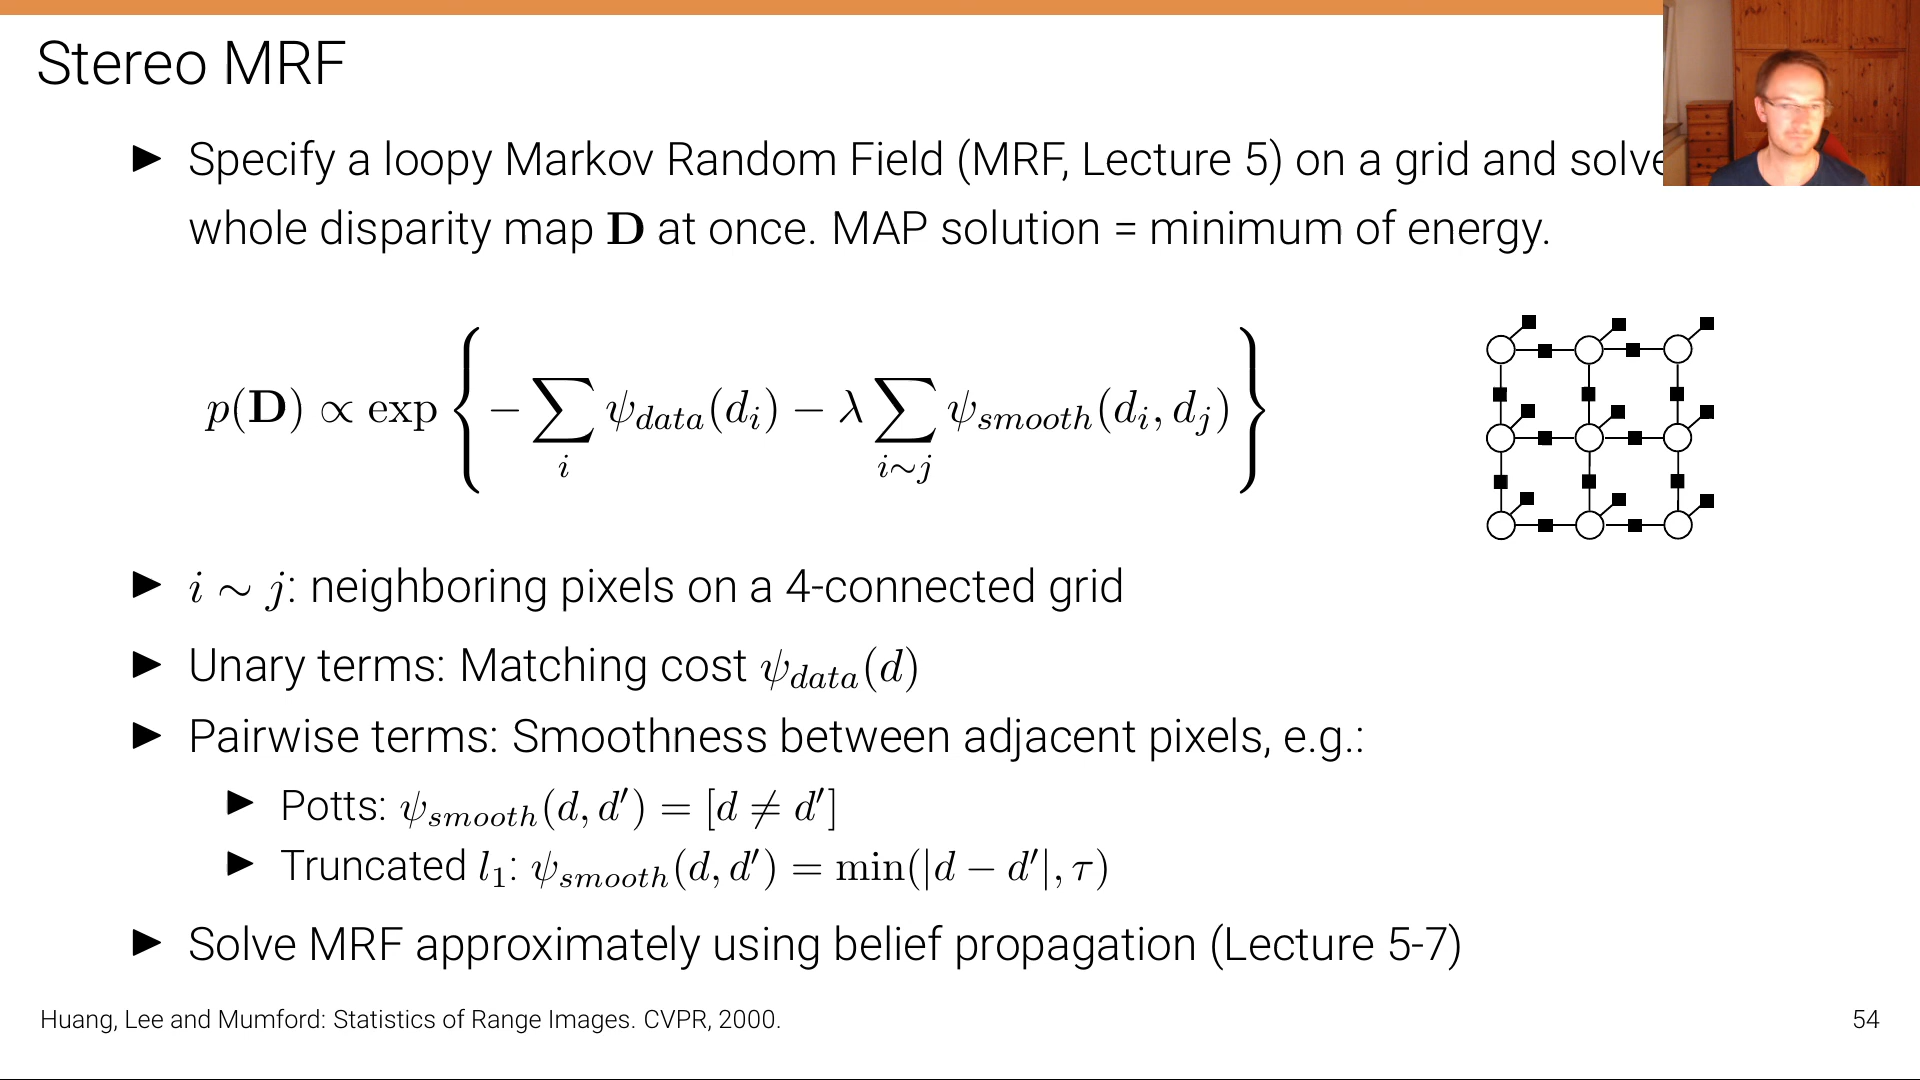 Stereo MRF
▶ Specify a loopy Markov Random Field (MRF, Lecture 5) on a grid and solve
whole disparity map D at once. MAP solution = minimum of energy.
p(D) ∝ exp { − ∑_i ψ_data(d_i) − λ ∑_{i∼j} ψ_smooth(d_i, d_j) }
▶ i ∼ j: neighboring pixels on a 4-connected grid
▶ Unary terms: Matching cost ψ_data(d)
▶ Pairwise terms: Smoothness between adjacent pixels, e.g.:
▶ Potts: ψ_smooth(d, d′) = [d ≠ d′]
▶ Truncated l_1: ψ_smooth(d, d′) = min(|d − d′|, τ)
▶ Solve MRF approximately using belief propagation (Lecture 5-7)
Huang, Lee and Mumford: Statistics of Range Images. CVPR, 2000.
54